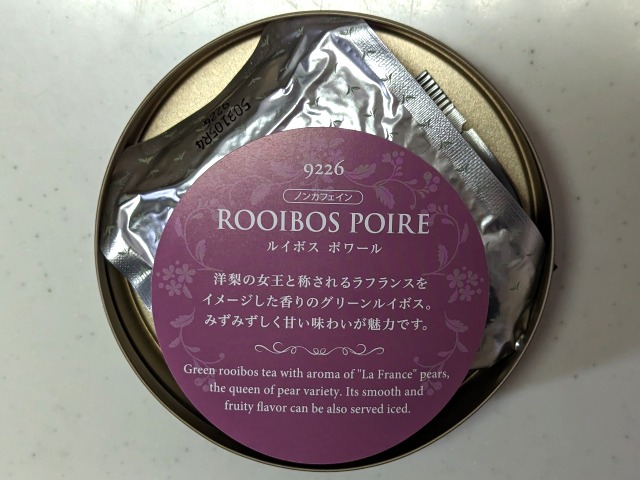 50310FR4
9226
9226
ノンカフェイン
ROOIBOS POIRE
ルイボス ポワール
洋梨の女王と称されるラフランスを
イメージした香りのグリーンルイボス。
みずみずしく甘い味わいが魅力です。
Green rooibos tea with aroma of "La France" pears,
the queen of pear variety. Its smooth and
fruity flavor can be also served iced.